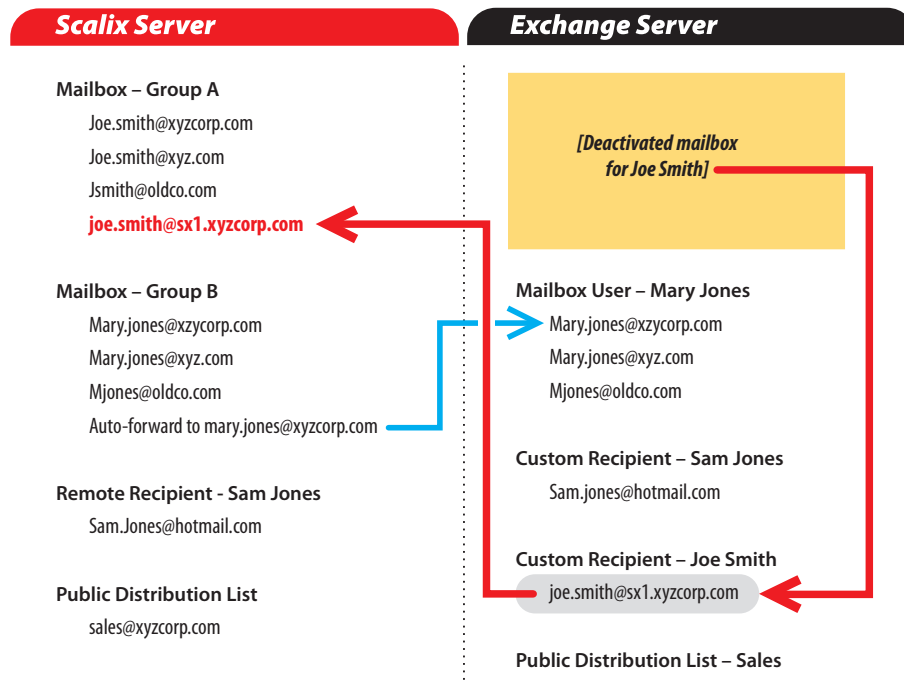 Scalix Server
Mailbox – Group A
Joe.smith@xyzcorp.com
Joe.smith@xyz.com
Jsmith@oldco.com
joe.smith@sx1.xyzcorp.com
Mailbox – Group B
Mary.jones@xzycorp.com
Mary.jones@xyz.com
Mjones@oldco.com
Auto-forward to mary.jones@xyzcorp.com
Remote Recipient - Sam Jones
Sam.Jones@hotmail.com
Public Distribution List
sales@xyzcorp.com
Exchange Server
[Deactivated mailbox
for Joe Smith]
Mailbox User – Mary Jones
Mary.jones@xzycorp.com
Mary.jones@xyz.com
Mjones@oldco.com
Custom Recipient – Sam Jones
Sam.jones@hotmail.com
Custom Recipient – Joe Smith
joe.smith@sx1.xyzcorp.com
Public Distribution List – Sales